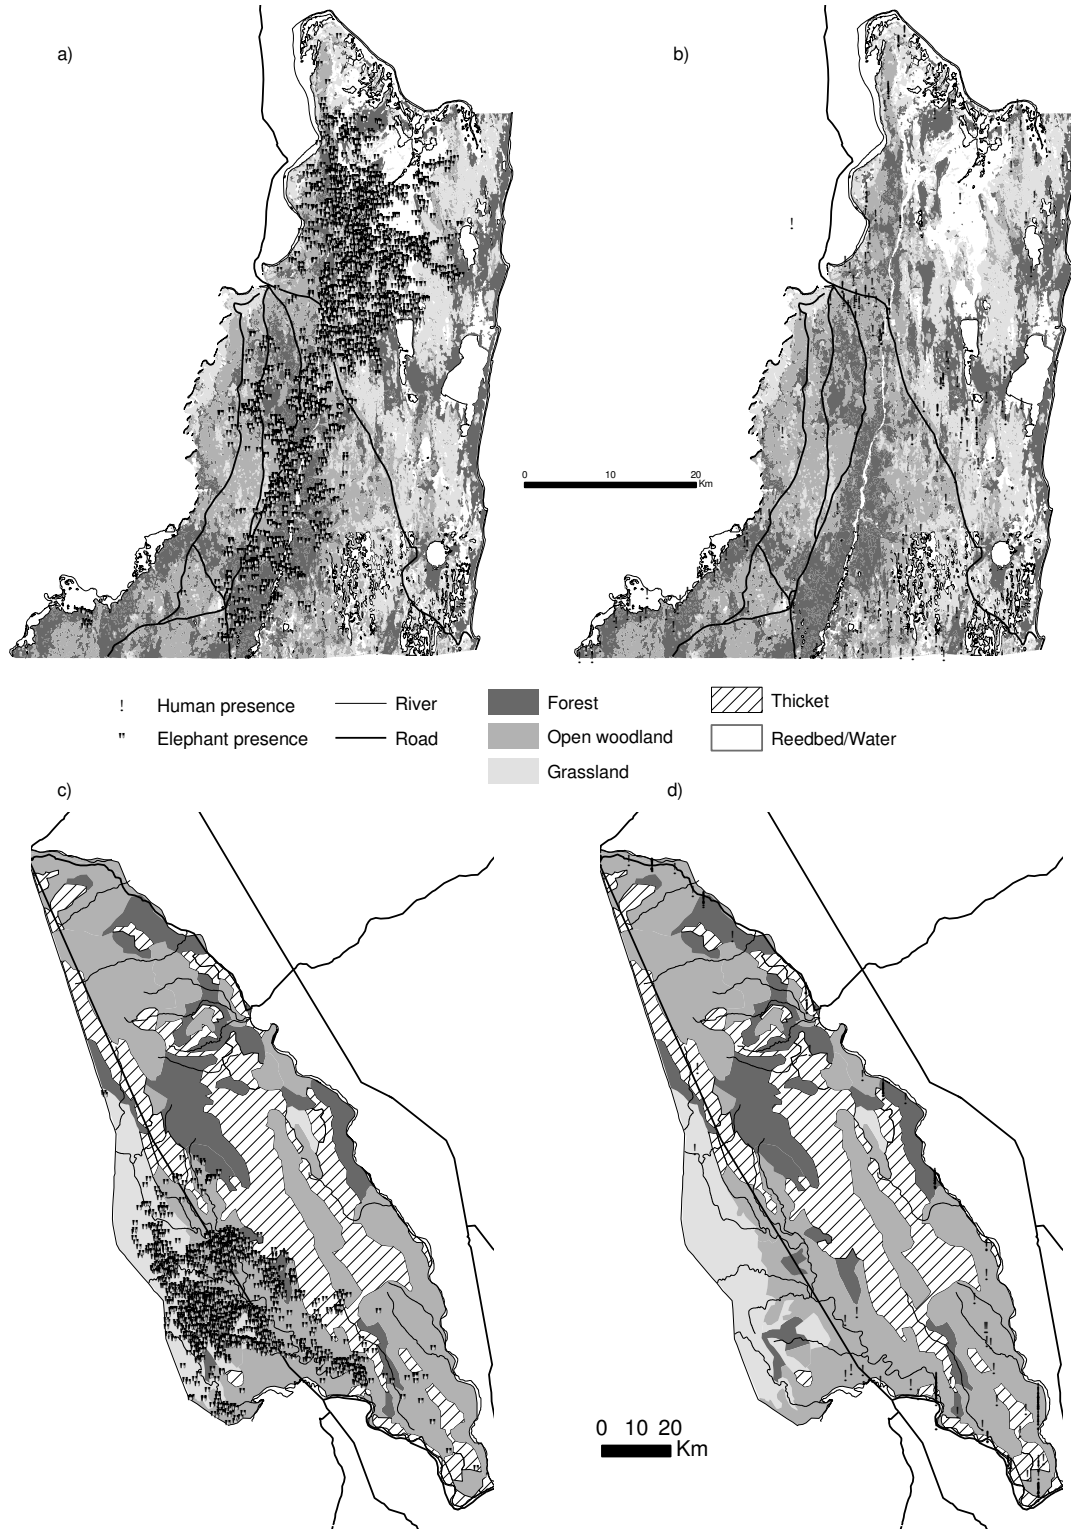 a)
b)
0 10 20
Km
! Human presence
River
Forest
Thicket
" Elephant presence
Road
Open woodland
Reedbed/Water
Grassland
c)
d)
0 10 20
Km